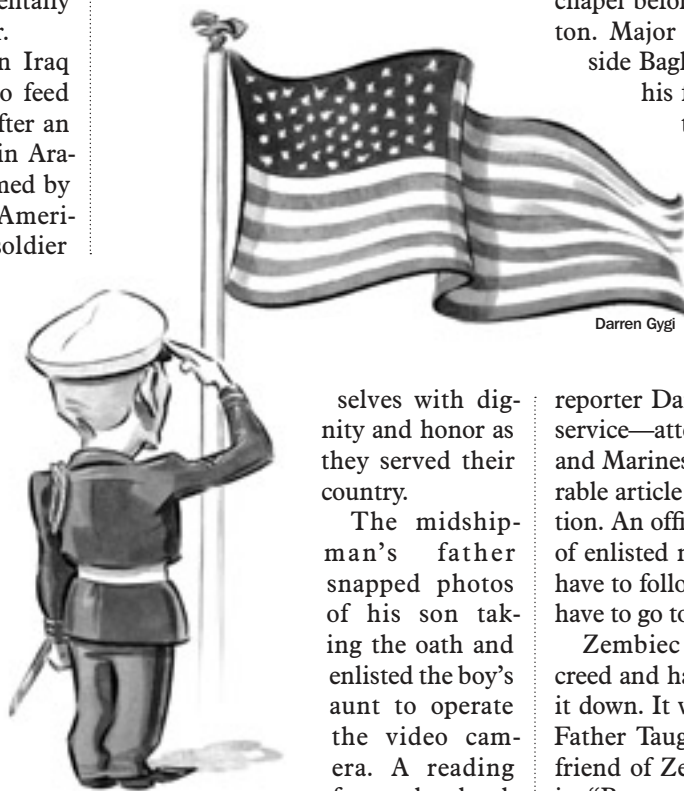 entally
r.
n Iraq
o feed
fter an
in Ara-
ned by
Ameri-
soldier
chapel befor
ton. Major
side Bagh
his f
t
Darren Gygi
selves with dig-
nity and honor as
they served their
country.
The midship-
man's father
snapped photos
of his son tak-
ing the oath and
enlisted the boy's
aunt to operate
the video cam-
era. A reading
reporter Da
service—atte
and Marines
rable article
tion. An offi
of enlisted m
have to follo
have to go to
Zembiec
creed and ha
it down. It w
Father Taug
friend of Ze